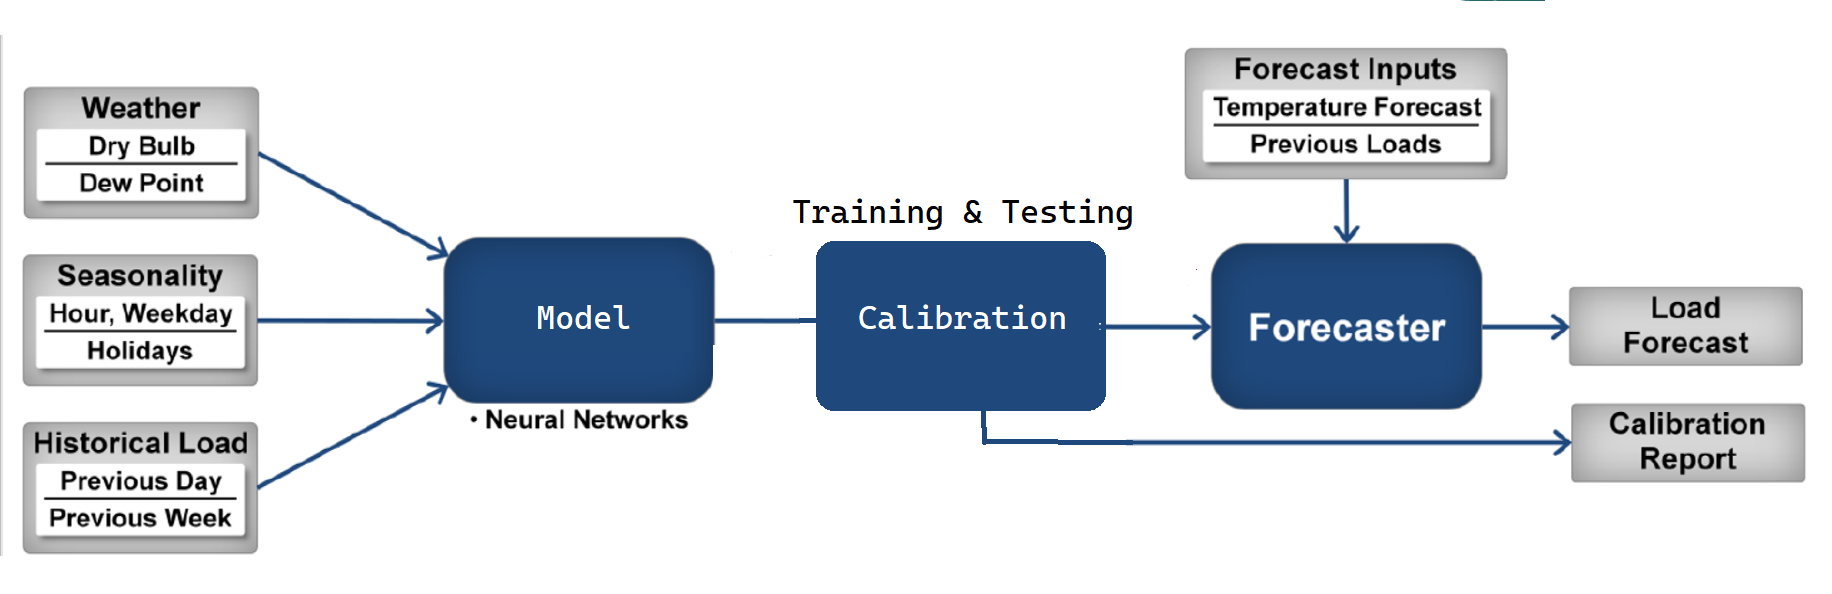 Weather
Dry Bulb
Dew Point
Seasonality
Hour, Weekday
Holidays
Historical Load
Previous Day
Previous Week
Model
• Neural Networks
Training & Testing
Calibration
Forecast Inputs
Temperature Forecast
Previous Loads
Forecaster
Load
Forecast
Calibration
Report